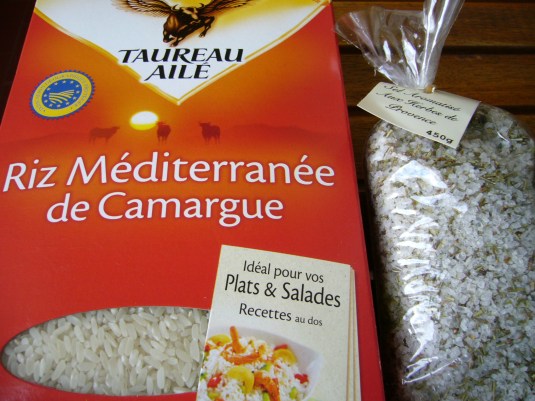 TAUREAU
AILÉ
Riz Méditerranée
de Camargue
Idéal pour vos
Plats & Salades
Recettes au dos
Sel Aromatisé
Aux Herbes de
Provence
450g